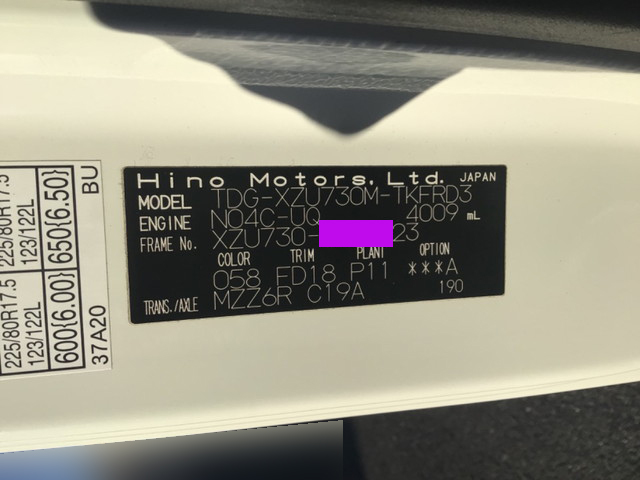 Hino Motors, Ltd. JAPAN
MODEL TDG-XZU730M-TKFRD3
ENGINE N04C-UQ 4009 mL
FRAME No. XZU730- 23
COLOR TRIM PLANT OPTION
058 FD18 P11 ***A
TRANS./AXLE MZZ6R C19A 190
225/80R17.5 225/80R17.5
123/122L 123/122L
600{6.00} 650{6.50}
37A20 BU